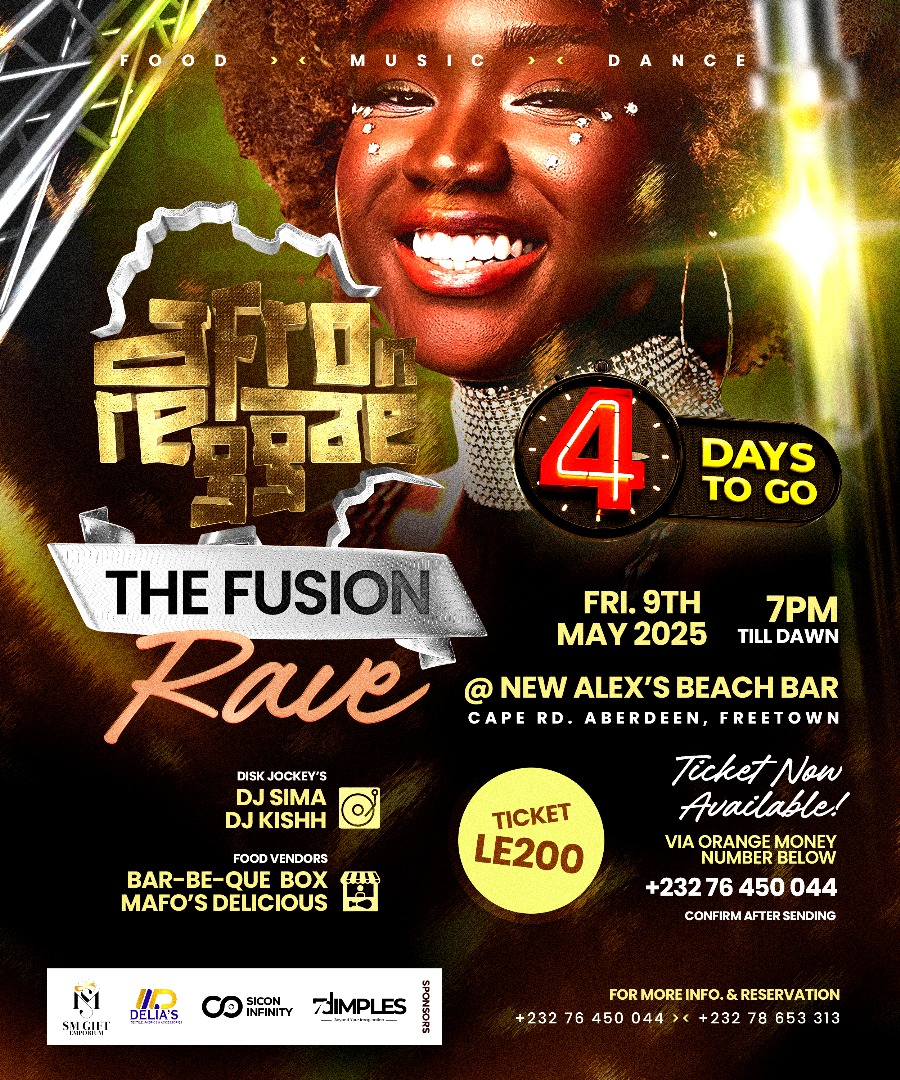 FOOD >< MUSIC >< DANCE
afro n
reggae
4
DAYS
TO GO
THE FUSION
Rave
FRI. 9TH
MAY 2025
7PM
TILL DAWN
@ NEW ALEX'S BEACH BAR
CAPE RD. ABERDEEN, FREETOWN
DISK JOCKEY'S
DJ SIMA
DJ KISHH
FOOD VENDORS
BAR-BE-QUE BOX
MAFO'S DELICIOUS
TICKET
LE200
Ticket Now
Available!
VIA ORANGE MONEY
NUMBER BELOW
+232 76 450 044
CONFIRM AFTER SENDING
SM GIFT
EMPORIUM
DELIA'S
SICON
INFINITY
7dIMPLES
Beyond Your Imagination
SPONSORS
FOR MORE INFO. & RESERVATION
+232 76 450 044 >< +232 78 653 313